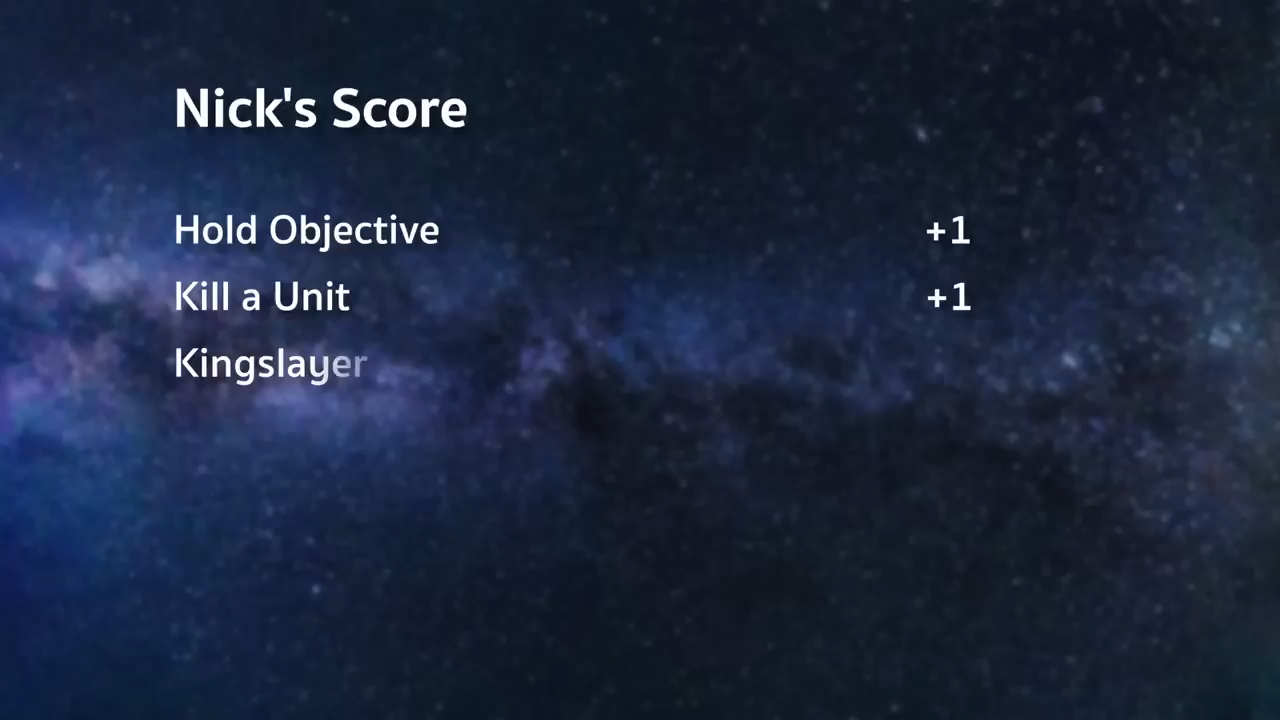 Nick's Score
Hold Objective +1
Kill a Unit +1
Kingslayer